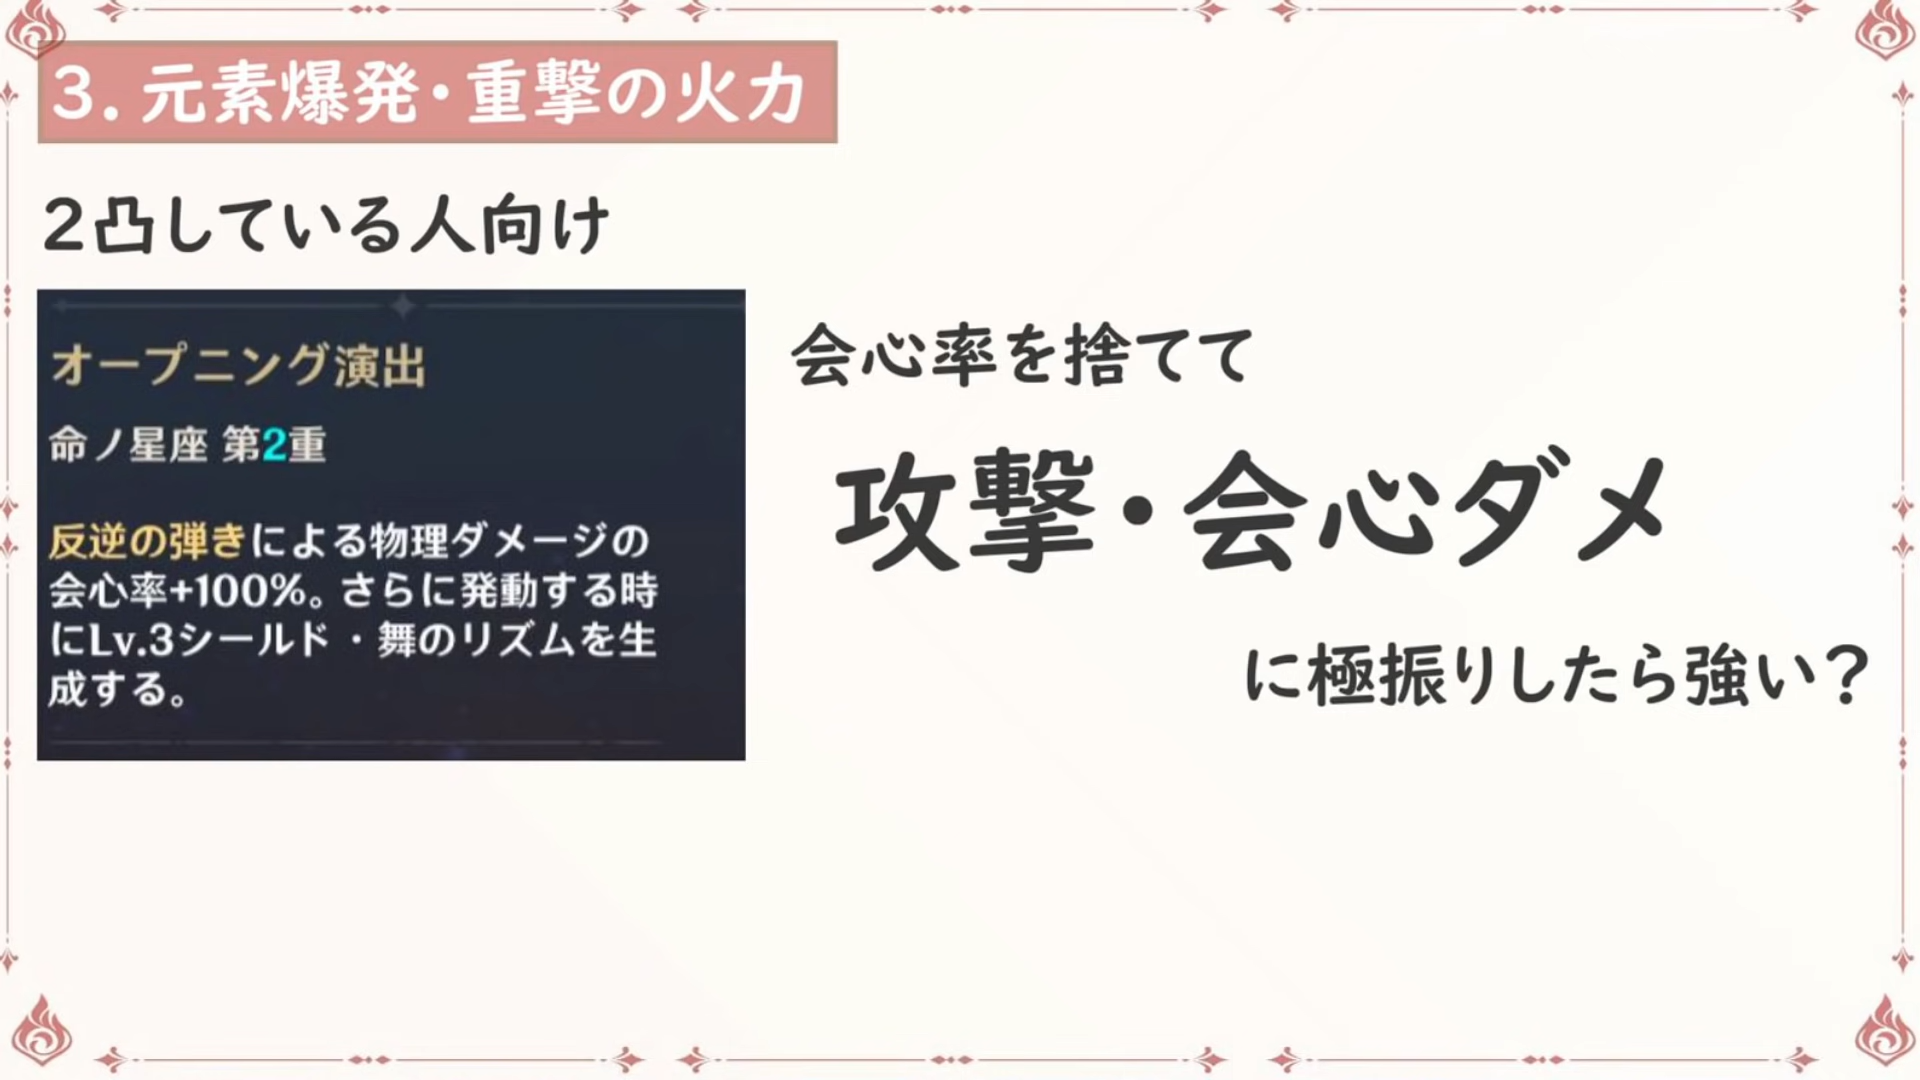 3. 元素爆発・重撃の火力
2凸している人向け
オープニング演出
命ノ星座 第2重
反逆の弾きによる物理ダメージの
会心率+100%。さらに発動する時
にLv.3シールド・舞のリズムを生
成する。
会心率を捨てて
攻撃・会心ダメ
に極振りしたら強い？